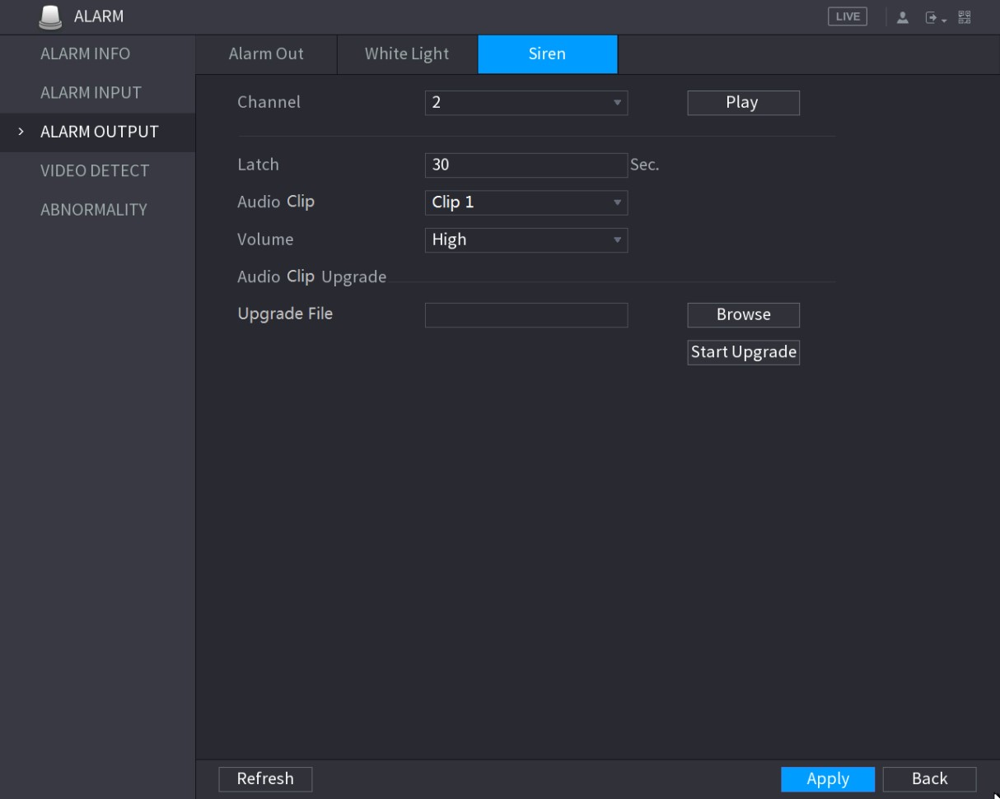 ALARM
LIVE
ALARM INFO
ALARM INPUT
> ALARM OUTPUT
VIDEO DETECT
ABNORMALITY
Alarm Out White Light Siren
Channel 2 Play
Latch 30 Sec.
Audio Clip Clip 1
Volume High
Audio Clip Upgrade
Upgrade File Browse
Start Upgrade
Refresh Apply Back